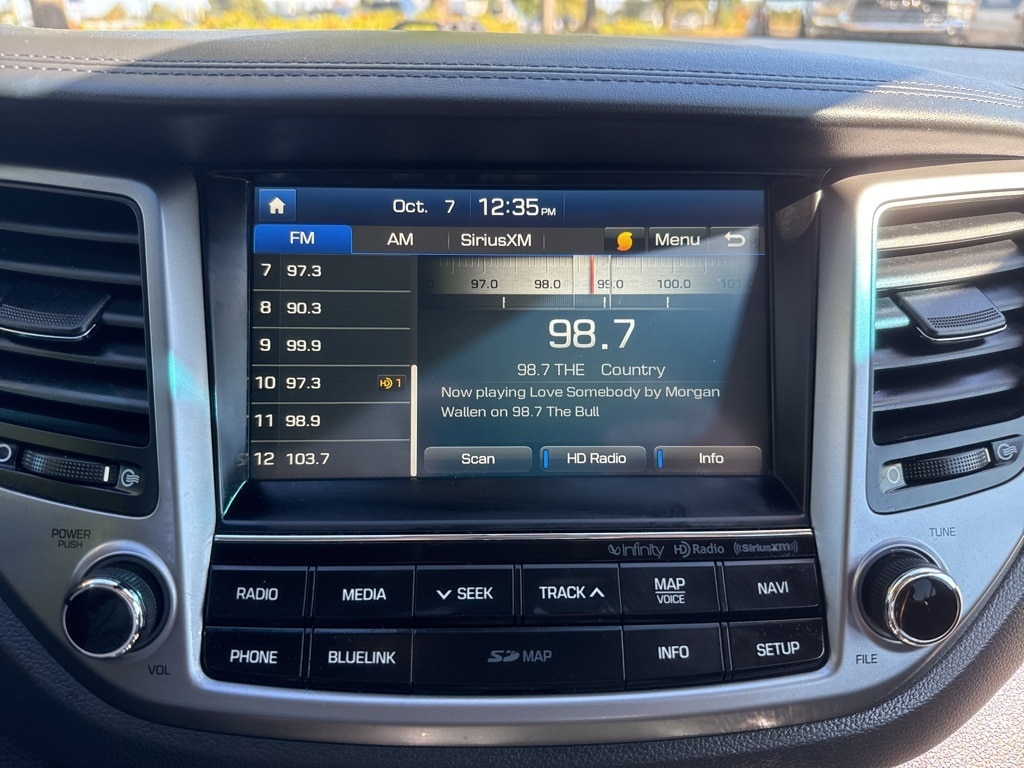 Oct. 7 12:35PM
FM AM SiriusXM Menu
7 97.3
8 90.3
9 99.9
10 97.3 HD 1
11 98.9
12 103.7
97.0 98.0 99.0 100.0 101
98.7
98.7 THE Country
Now playing Love Somebody by Morgan
Wallen on 98.7 The Bull
Scan HD Radio Info
POWER
PUSH
VOL
Infinity HD Radio SiriusXM
RADIO MEDIA SEEK TRACK MAP
VOICE NAVI
PHONE BLUELINK SD MAP INFO SETUP
TUNE
FILE